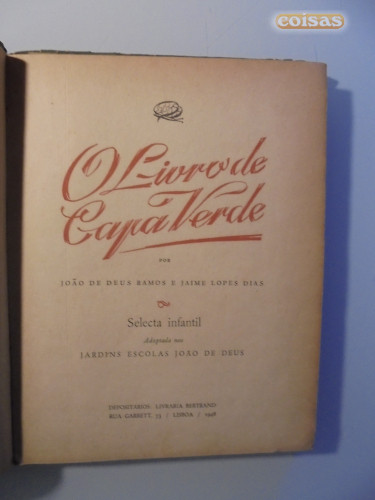 coisas
O Livro de
Capa Verde
POR
JOÃO DE DEUS RAMOS E JAIME LOPES DIAS
Selecta infantil
Adoptada nos
JARDINS ESCOLAS JOÃO DE DEUS
DEPOSITÁRIOS: LIVRARIA BERTRAND
RUA GARRETT, 73 / LISBOA / 1948